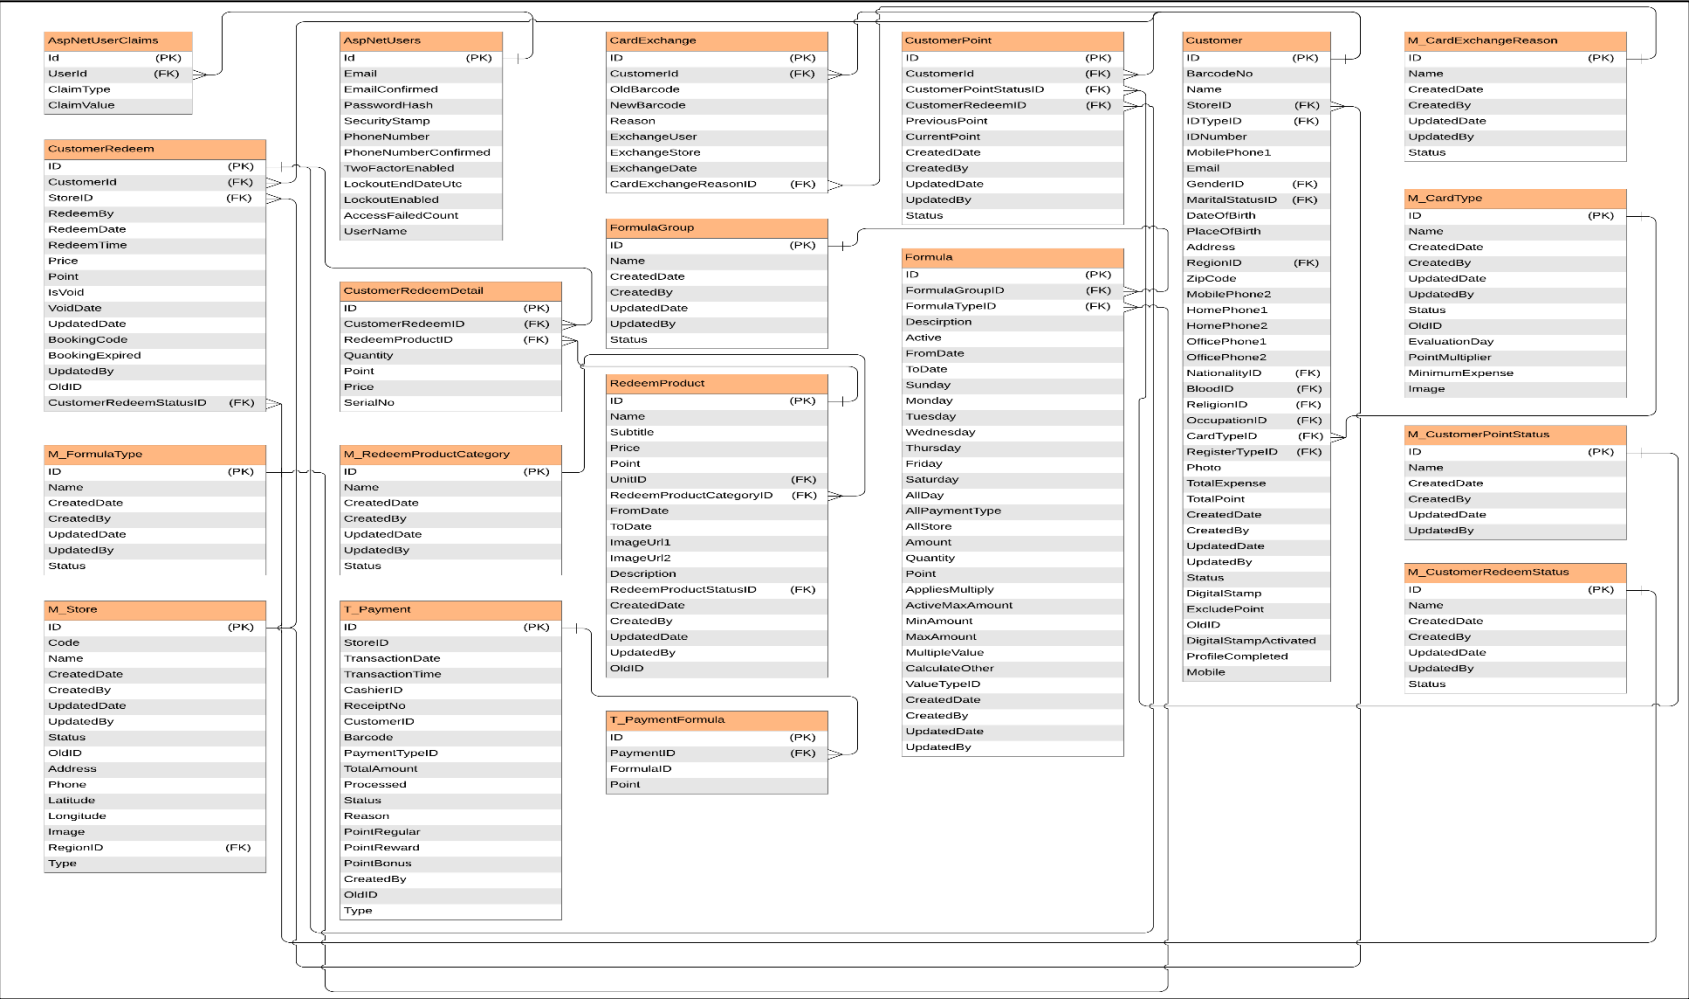 AspNetUserClaims
Id (PK)
UserId (FK)
ClaimType
ClaimValue
CustomerRedeem
ID (PK)
CustomerId (FK)
StoreID (FK)
RedeemBy
RedeemDate
RedeemTime
Price
Point
IsVoid
VoidDate
UpdatedDate
BookingCode
BookingExpired
UpdatedBy
OldID
CustomerRedeemStatusID (FK)
M_FormulaType
ID (PK)
Name
CreatedDate
CreatedBy
UpdatedDate
UpdatedBy
Status
M_Store
ID (PK)
Code
Name
CreatedDate
CreatedBy
UpdatedDate
UpdatedBy
Status
OldID
Address
Phone
Latitude
Longitude
Image
RegionID (FK)
Type
AspNetUsers
Id (PK)
Email
EmailConfirmed
PasswordHash
SecurityStamp
PhoneNumber
PhoneNumberConfirmed
TwoFactorEnabled
LockoutEndDateUtc
LockoutEnabled
AccessFailedCount
UserName
CustomerRedeemDetail
ID (PK)
CustomerRedeemID (FK)
RedeemProductID (FK)
Quantity
Point
Price
SerialNo
M_RedeemProductCategory
ID (PK)
Name
CreatedDate
CreatedBy
UpdatedDate
UpdatedBy
Status
T_Payment
ID (PK)
StoreID
TransactionDate
TransactionTime
CashierID
ReceiptNo
CustomerID
Barcode
PaymentTypeID
TotalAmount
Processed
Status
Reason
PointRegular
PointReward
PointBonus
CreatedBy
OldID
Type
CardExchange
ID (PK)
CustomerId (FK)
OldBarcode
NewBarcode
Reason
ExchangeUser
ExchangeStore
ExchangeDate
CardExchangeReasonID (FK)
FormulaGroup
ID (PK)
Name
CreatedDate
CreatedBy
UpdatedDate
UpdatedBy
Status
RedeemProduct
ID (PK)
Name
Subtitle
Price
Point
UnitID (FK)
RedeemProductCategoryID (FK)
FromDate
ToDate
ImageUrl1
ImageUrl2
Description
RedeemProductStatusID (FK)
CreatedDate
CreatedBy
UpdatedDate
UpdatedBy
OldID
T_PaymentFormula
ID (PK)
PaymentID (FK)
FormulaID
Point
CustomerPoint
ID (PK)
CustomerId (FK)
CustomerPointStatusID (FK)
CustomerRedeemID (FK)
PreviousPoint
CurrentPoint
CreatedDate
CreatedBy
UpdatedDate
UpdatedBy
Status
Formula
ID (PK)
FormulaGroupID (FK)
FormulaTypeID (FK)
Descirption
Active
FromDate
ToDate
Sunday
Monday
Tuesday
Wednesday
Thursday
Friday
Saturday
AllDay
AllPaymentType
AllStore
Amount
Quantity
Point
AppliesMultiply
ActiveMaxAmount
MinAmount
MaxAmount
MultipleValue
CalculateOther
ValueTypeID
CreatedDate
CreatedBy
UpdatedDate
UpdatedBy
Customer
ID (PK)
BarcodeNo
Name
StoreID (FK)
IDTypeID (FK)
IDNumber
MobilePhone1
Email
GenderID (FK)
MaritalStatusID (FK)
DateOfBirth
PlaceOfBirth
Address
RegionID (FK)
ZipCode
MobilePhone2
HomePhone1
HomePhone2
OfficePhone1
OfficePhone2
NationalityID (FK)
BloodID (FK)
ReligionID (FK)
OccupationID (FK)
CardTypeID (FK)
RegisterTypeID (FK)
Photo
TotalExpense
TotalPoint
CreatedDate
CreatedBy
UpdatedDate
UpdatedBy
Status
DigitalStamp
ExcludePoint
OldID
DigitalStampActivated
ProfileCompleted
Mobile
M_CardExchangeReason
ID (PK)
Name
CreatedDate
CreatedBy
UpdatedDate
UpdatedBy
Status
M_CardType
ID (PK)
Name
CreatedDate
CreatedBy
UpdatedDate
UpdatedBy
Status
OldID
EvaluationDay
PointMultiplier
MinimumExpense
Image
M_CustomerPointStatus
ID (PK)
Name
CreatedDate
CreatedBy
UpdatedDate
UpdatedBy
M_CustomerRedeemStatus
ID (PK)
Name
CreatedDate
CreatedBy
UpdatedDate
UpdatedBy
Status